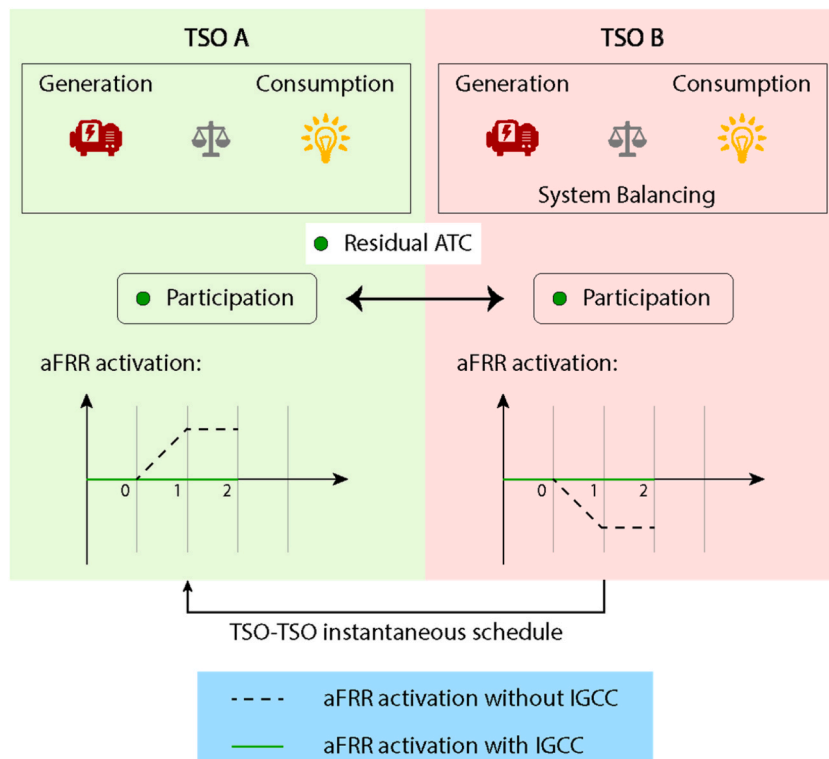 TSO A
TSO B
Generation
Consumption
Generation
Consumption
System Balancing
Residual ATC
Participation
Participation
aFRR activation:
aFRR activation:
0 1 2
0 1 2
TSO-TSO instantaneous schedule
aFRR activation without IGCC
aFRR activation with IGCC